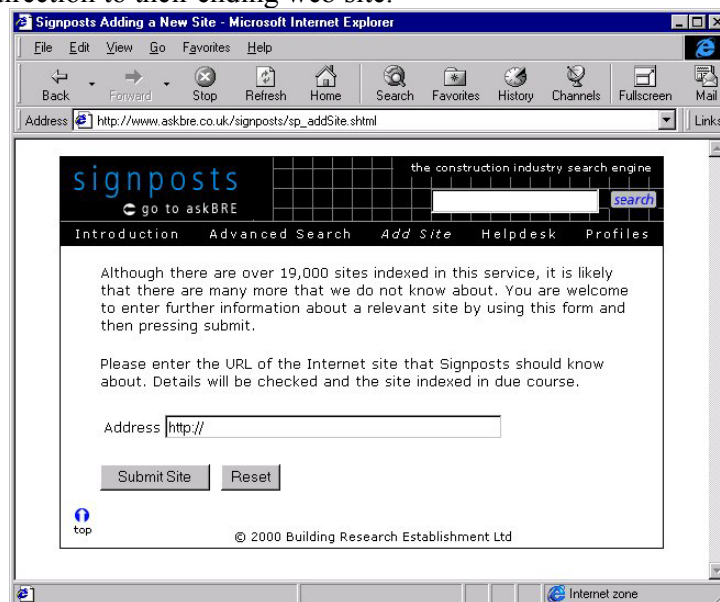 direction to their ending web site.
Signposts Adding a New Site - Microsoft Internet Explorer
File Edit View Go Favorites Help
Back Forward Stop Refresh Home Search Favorites History Channels Fullscreen Mail
Address http://www.askbre.co.uk/signposts/sp_addSite.shtml Links
signposts
the construction industry search engine
go to askBRE
search
Introduction Advanced Search Add Site Helpdesk Profiles
Although there are over 19,000 sites indexed in this service, it is likely
that there are many more that we do not know about. You are welcome
to enter further information about a relevant site by using this form and
then pressing submit.
Please enter the URL of the Internet site that Signposts should know
about. Details will be checked and the site indexed in due course.
Address http://
Submit Site Reset
top
© 2000 Building Research Establishment Ltd
Internet zone